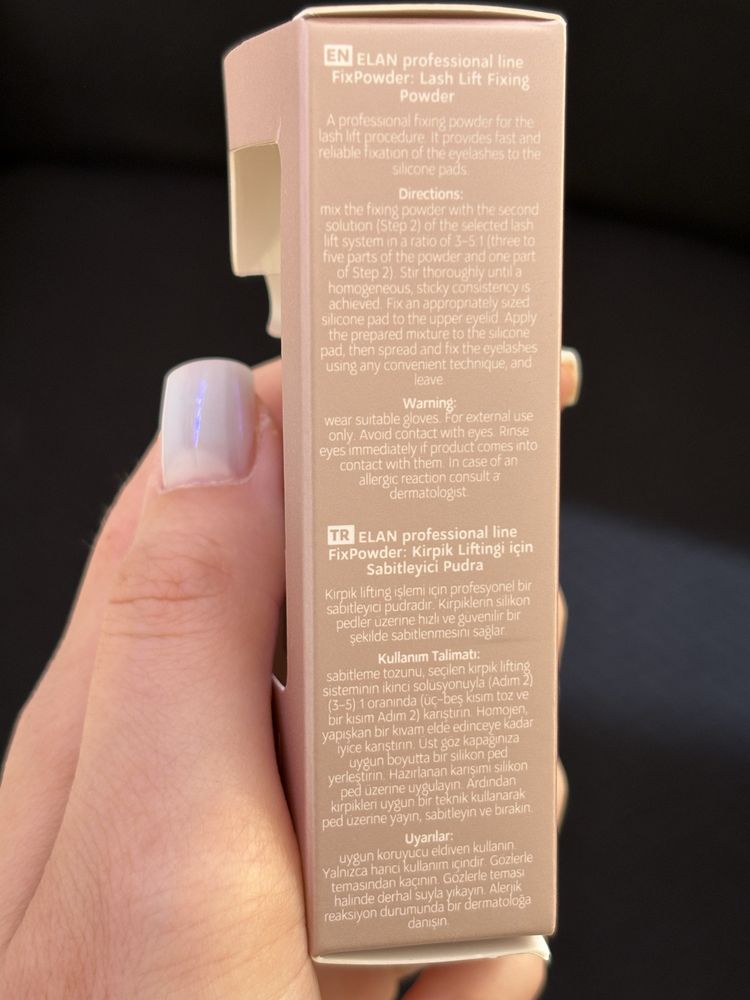 EN ELAN professional line
FixPowder: Lash Lift Fixing
Powder
A professional fixing powder for the
lash lift procedure. It provides fast and
reliable fixation of the eyelashes to the
silicone pads.
Directions:
mix the fixing powder with the second
solution (Step 2) of the selected lash
lift system in a ratio of 3–5:1 (three to
five parts of the powder and one part
of Step 2). Stir thoroughly until a
homogeneous, sticky consistency is
achieved. Fix an appropriately sized
silicone pad to the upper eyelid. Apply
the prepared mixture to the silicone
pad, then spread and fix the eyelashes
using any convenient technique, and
leave.
Warning:
wear suitable gloves. For external use
only. Avoid contact with eyes. Rinse
eyes immediately if product comes into
contact with them. In case of an
allergic reaction consult a
dermatologist.
TR ELAN professional line
FixPowder: Kirpik Liftingi için
Sabitleyici Pudra
Kirpik lifting işlemi için profesyonel bir
sabitleyici pudradır. Kirpiklerin silikon
pedler üzerine hızlı ve güvenilir bir
şekilde sabitlenmesini sağlar.
Kullanım Talimatı:
sabitleme tozunu, seçilen kirpik lifting
sisteminin ikinci solusyonuyla (Adım 2)
(3–5) 1 oranında (üç–beş kısım toz ve
bir kısım Adım 2) karıştırın. Homojen,
yapışkan bir kıvam elde edinceye kadar
iyice karıştırın. Üst göz kapağınıza
uygun boyutta bir silikon ped
yerleştirin. Hazırlanan karışımı silikon
ped üzerine uygulayın. Ardından
kirpikleri uygun bir teknik kullanarak
ped üzerine yayın, sabitleyin ve bırakın.
Uyarılar:
uygun koruyucu eldiven kullanın.
Yalnızca harici kullanım içindir. Gözlerle
temasından kaçının. Gözlerle teması
halinde derhal suyla yıkayın. Alerjik
reaksiyon durumunda bir dermatoloğa
danışın.